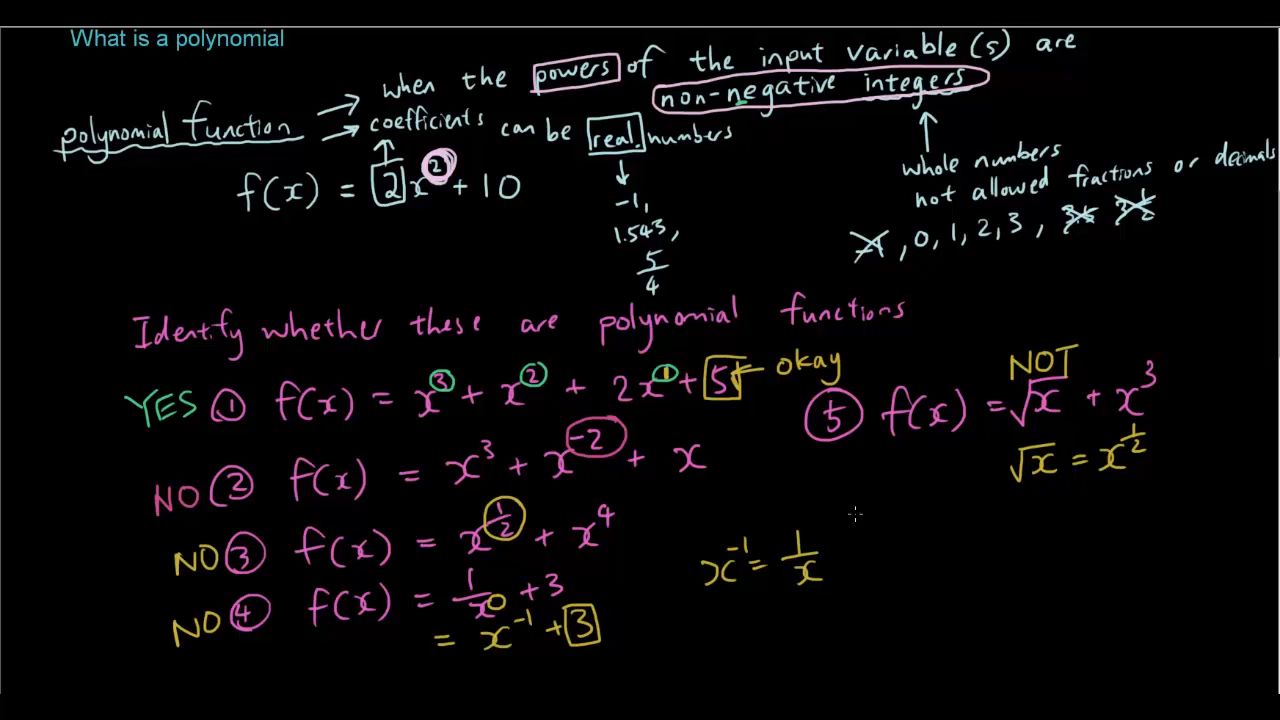 What is a polynomial
polynomial function → when the powers of the input variable(s) are
non-negative integers
→ coefficients can be real numbers
f(x) = 2x² + 10
-1,
1.543,
5/4
whole numbers
not allowed fractions or decimals
-1, 0, 1, 2, 3,
Identify whether these are polynomial functions
YES ① f(x) = x³ + x² + 2x¹ + 5 ← okay
NO ② f(x) = x³ + x⁻² + x
NO ③ f(x) = x^(1/2) + x⁴
NO ④ f(x) = 1/x + 3
= x⁻¹ + 3
x⁻¹ = 1/x
NOT
⑤ f(x) = √x + x³
√x = x^(1/2)